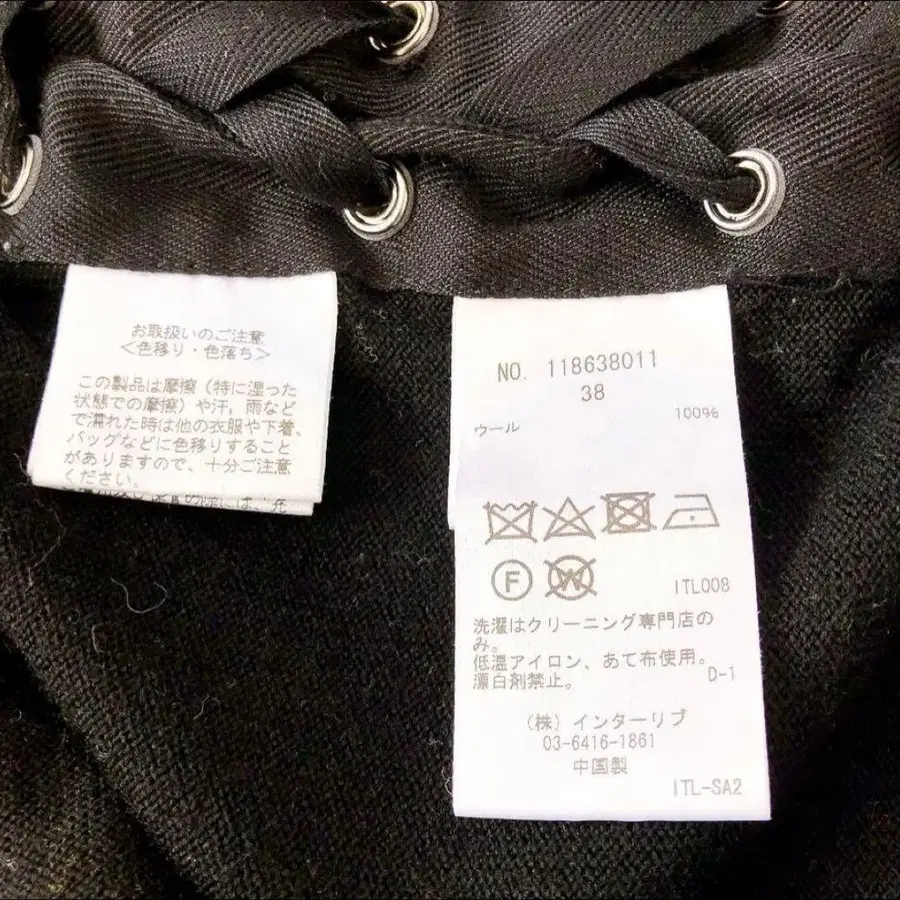 お取扱いのご注意
<色移り・色落ち>
この製品は摩擦（特に湿った
状態での摩擦）や汗，雨など
で濡れた時は他の衣服や下着、
バッグなどに色移りすること
がありますので、十分ご注意
ください。
には、充
NO. 118638011
38
ウール 100%
F
W
ITL008
洗濯はクリーニング専門店の
み。
低温アイロン、あて布使用。
漂白剤禁止。 D-1
（株）インターリブ
03-6416-1861
中国製
ITL-SA2